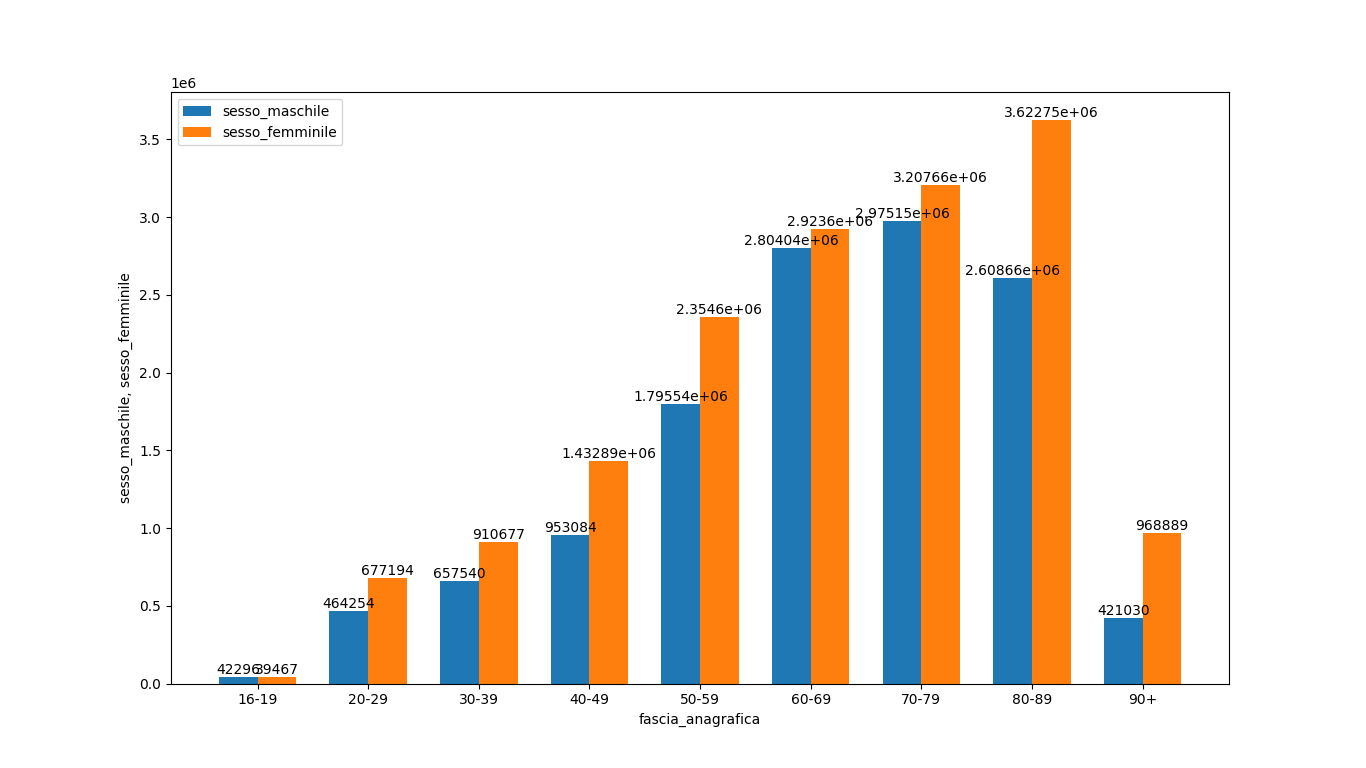 1e6
sesso_maschile
sesso_femminile
3.62275e+06
3.5
3.20766e+06
3.0
2.9236e+06
2.97515e+06
2.80404e+06
2.60866e+06
2.5
2.3546e+06
2.0
1.79554e+06
1.5
1.43289e+06
1.0
953084
910677
968889
677194
657540
0.5
464254
421030
42296
39467
0.0
16-19 20-29 30-39 40-49 50-59 60-69 70-79 80-89 90+
fascia_anagrafica
sesso_maschile, sesso_femminile